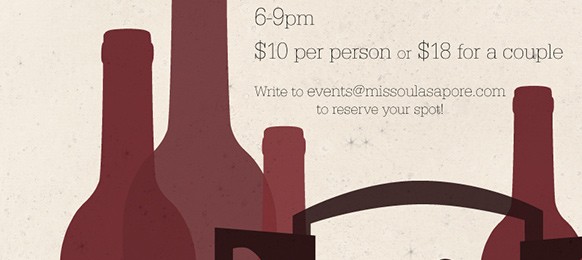 6-9pm
$10 per person or $18 for a couple
Write to events@missoulasapore.com
to reserve your spot!